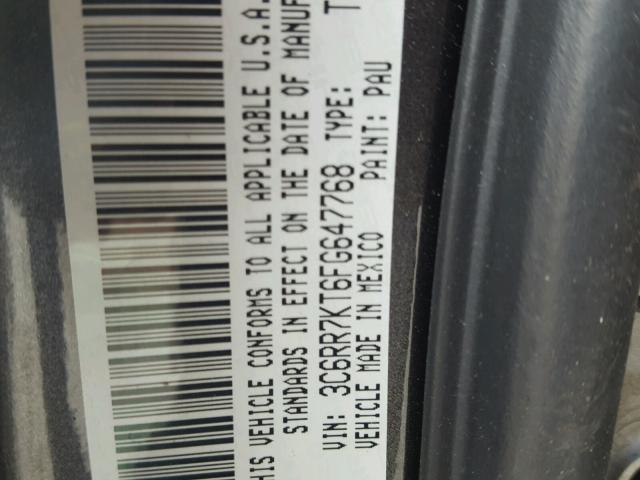 THIS VEHICLE CONFORMS TO ALL APPLICABLE U.S.A.
STANDARDS IN EFFECT ON THE DATE OF MANUF
VIN: 3C6RR7KT6FG647768 TYPE: T
VEHICLE MADE IN MEXICO PAINT: PAU